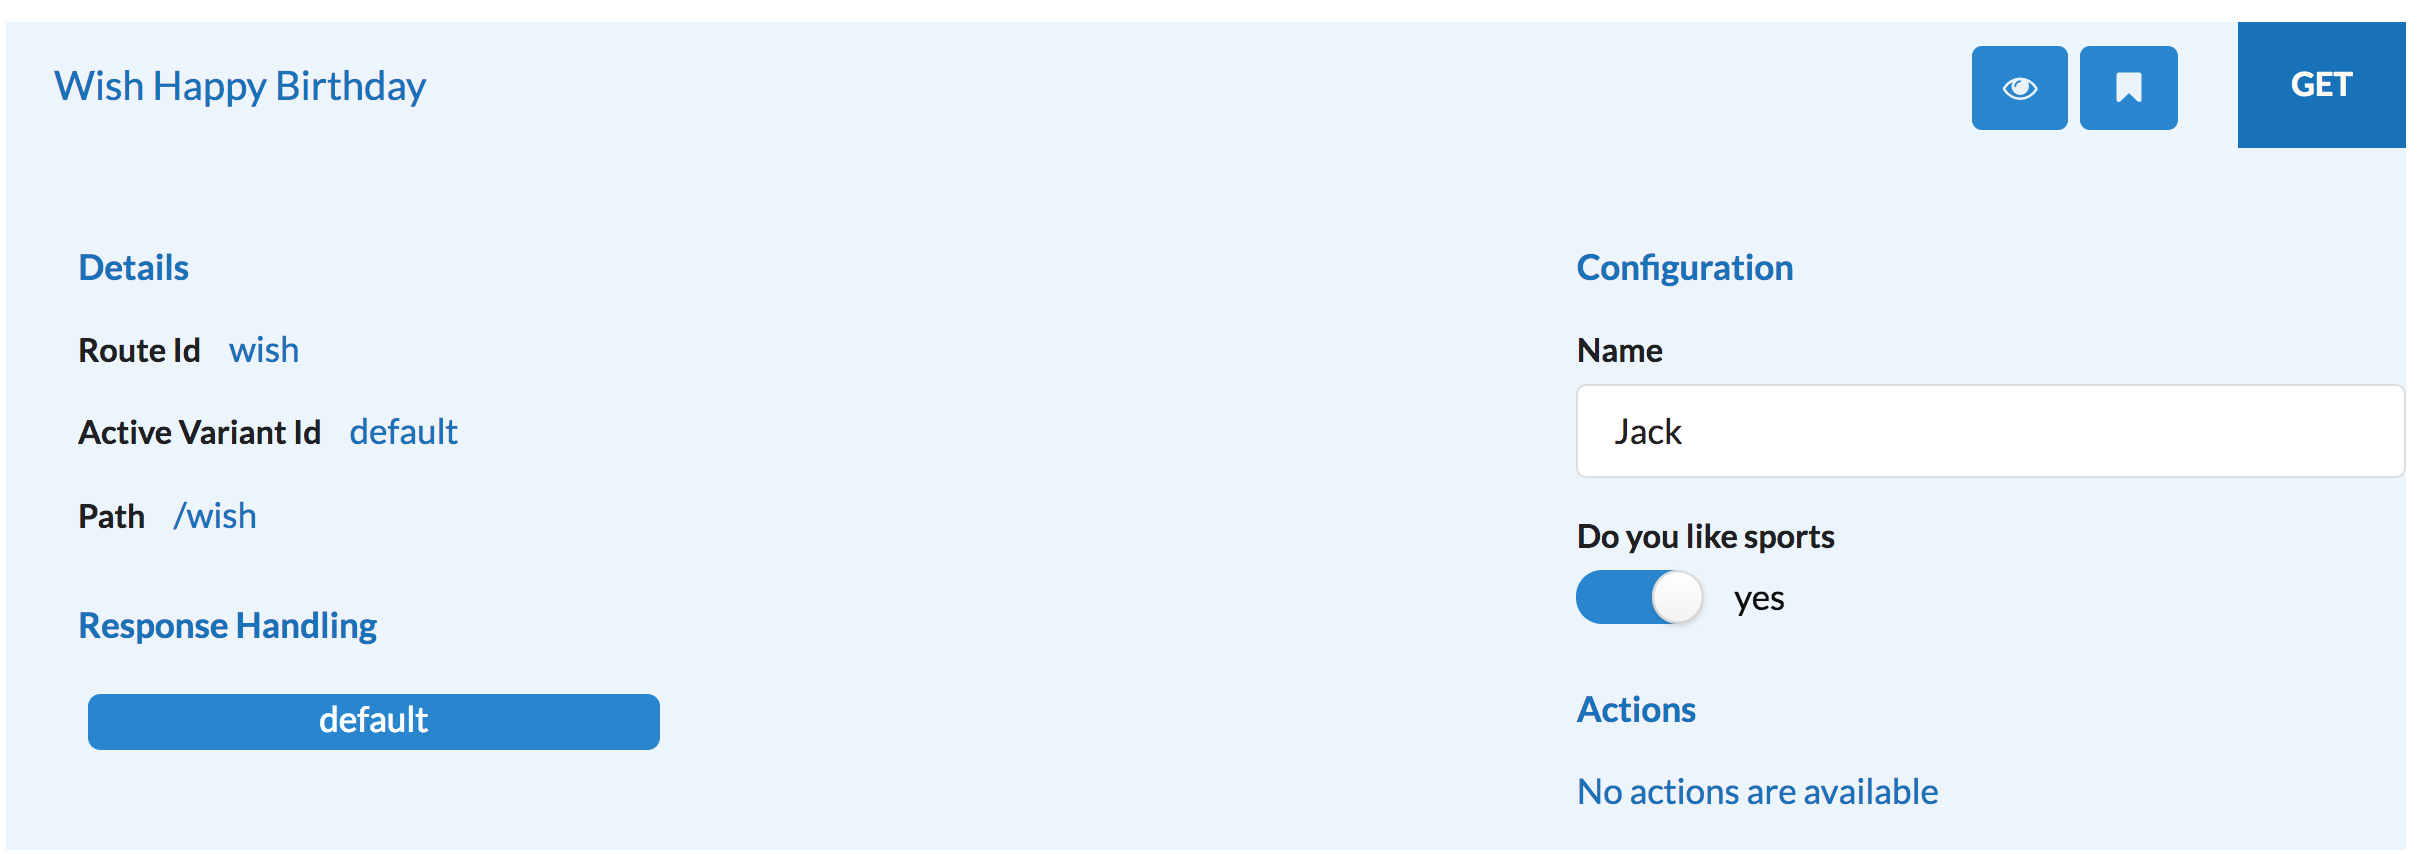 Wish Happy Birthday
GET
Details
Route Id wish
Active Variant Id default
Path /wish
Response Handling
default
Configuration
Name
Jack
Do you like sports
yes
Actions
No actions are available